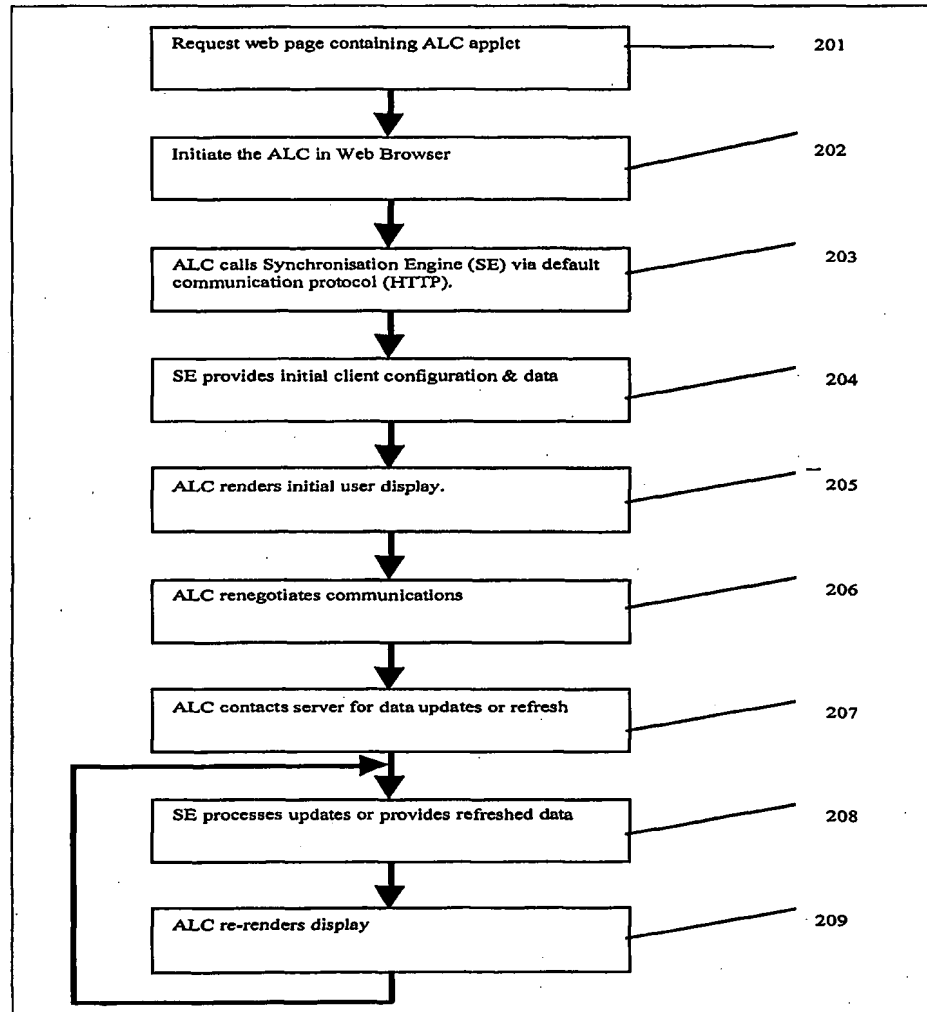 Request web page containing ALC applet
201
Initiate the ALC in Web Browser
202
ALC calls Synchronisation Engine (SE) via default
communication protocol (HTTP).
203
SE provides initial client configuration & data
204
ALC renders initial user display.
205
ALC renegotiates communications
206
ALC contacts server for data updates or refresh
207
SE processes updates or provides refreshed data
208
ALC re-renders display
209